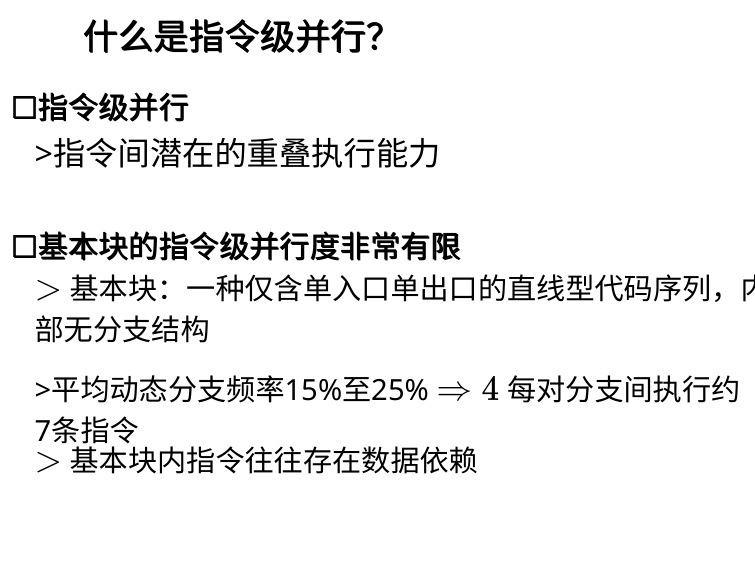 什么是指令级并行?
□指令级并行
>指令间潜在的重叠执行能力
□基本块的指令级并行度非常有限
> 基本块：一种仅含单入口单出口的直线型代码序列，内
部无分支结构
>平均动态分支频率15%至25% ⇒ 4 每对分支间执行约
7条指令
> 基本块内指令往往存在数据依赖